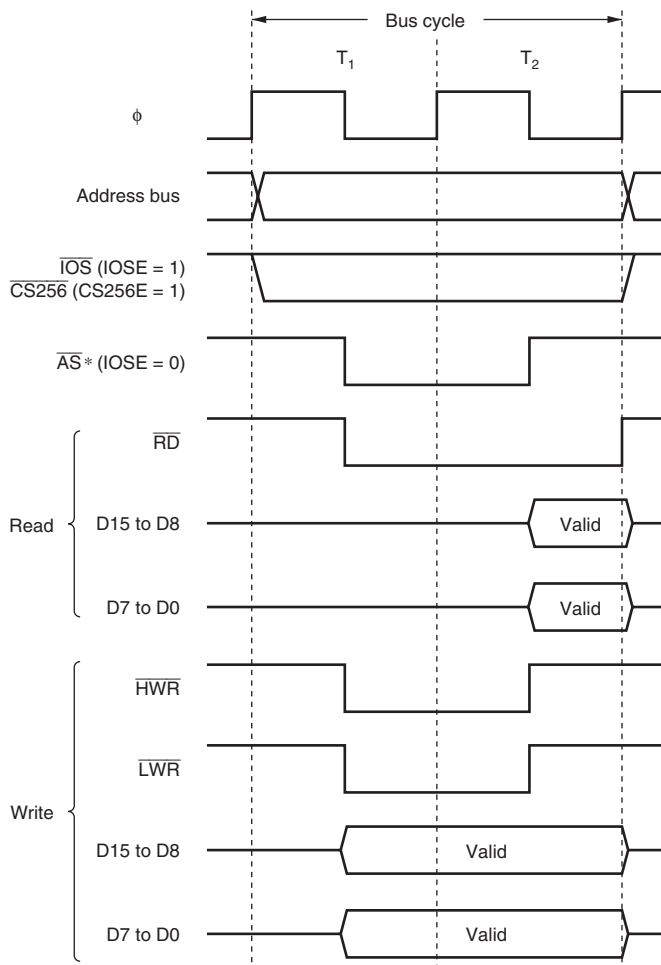 Bus cycle
T1 T2
ϕ
Address bus
IOS (IOSE = 1)
CS256 (CS256E = 1)
AS* (IOSE = 0)
RD
Read
D15 to D8 Valid
D7 to D0 Valid
HWR
LWR
Write
D15 to D8 Valid
D7 to D0 Valid